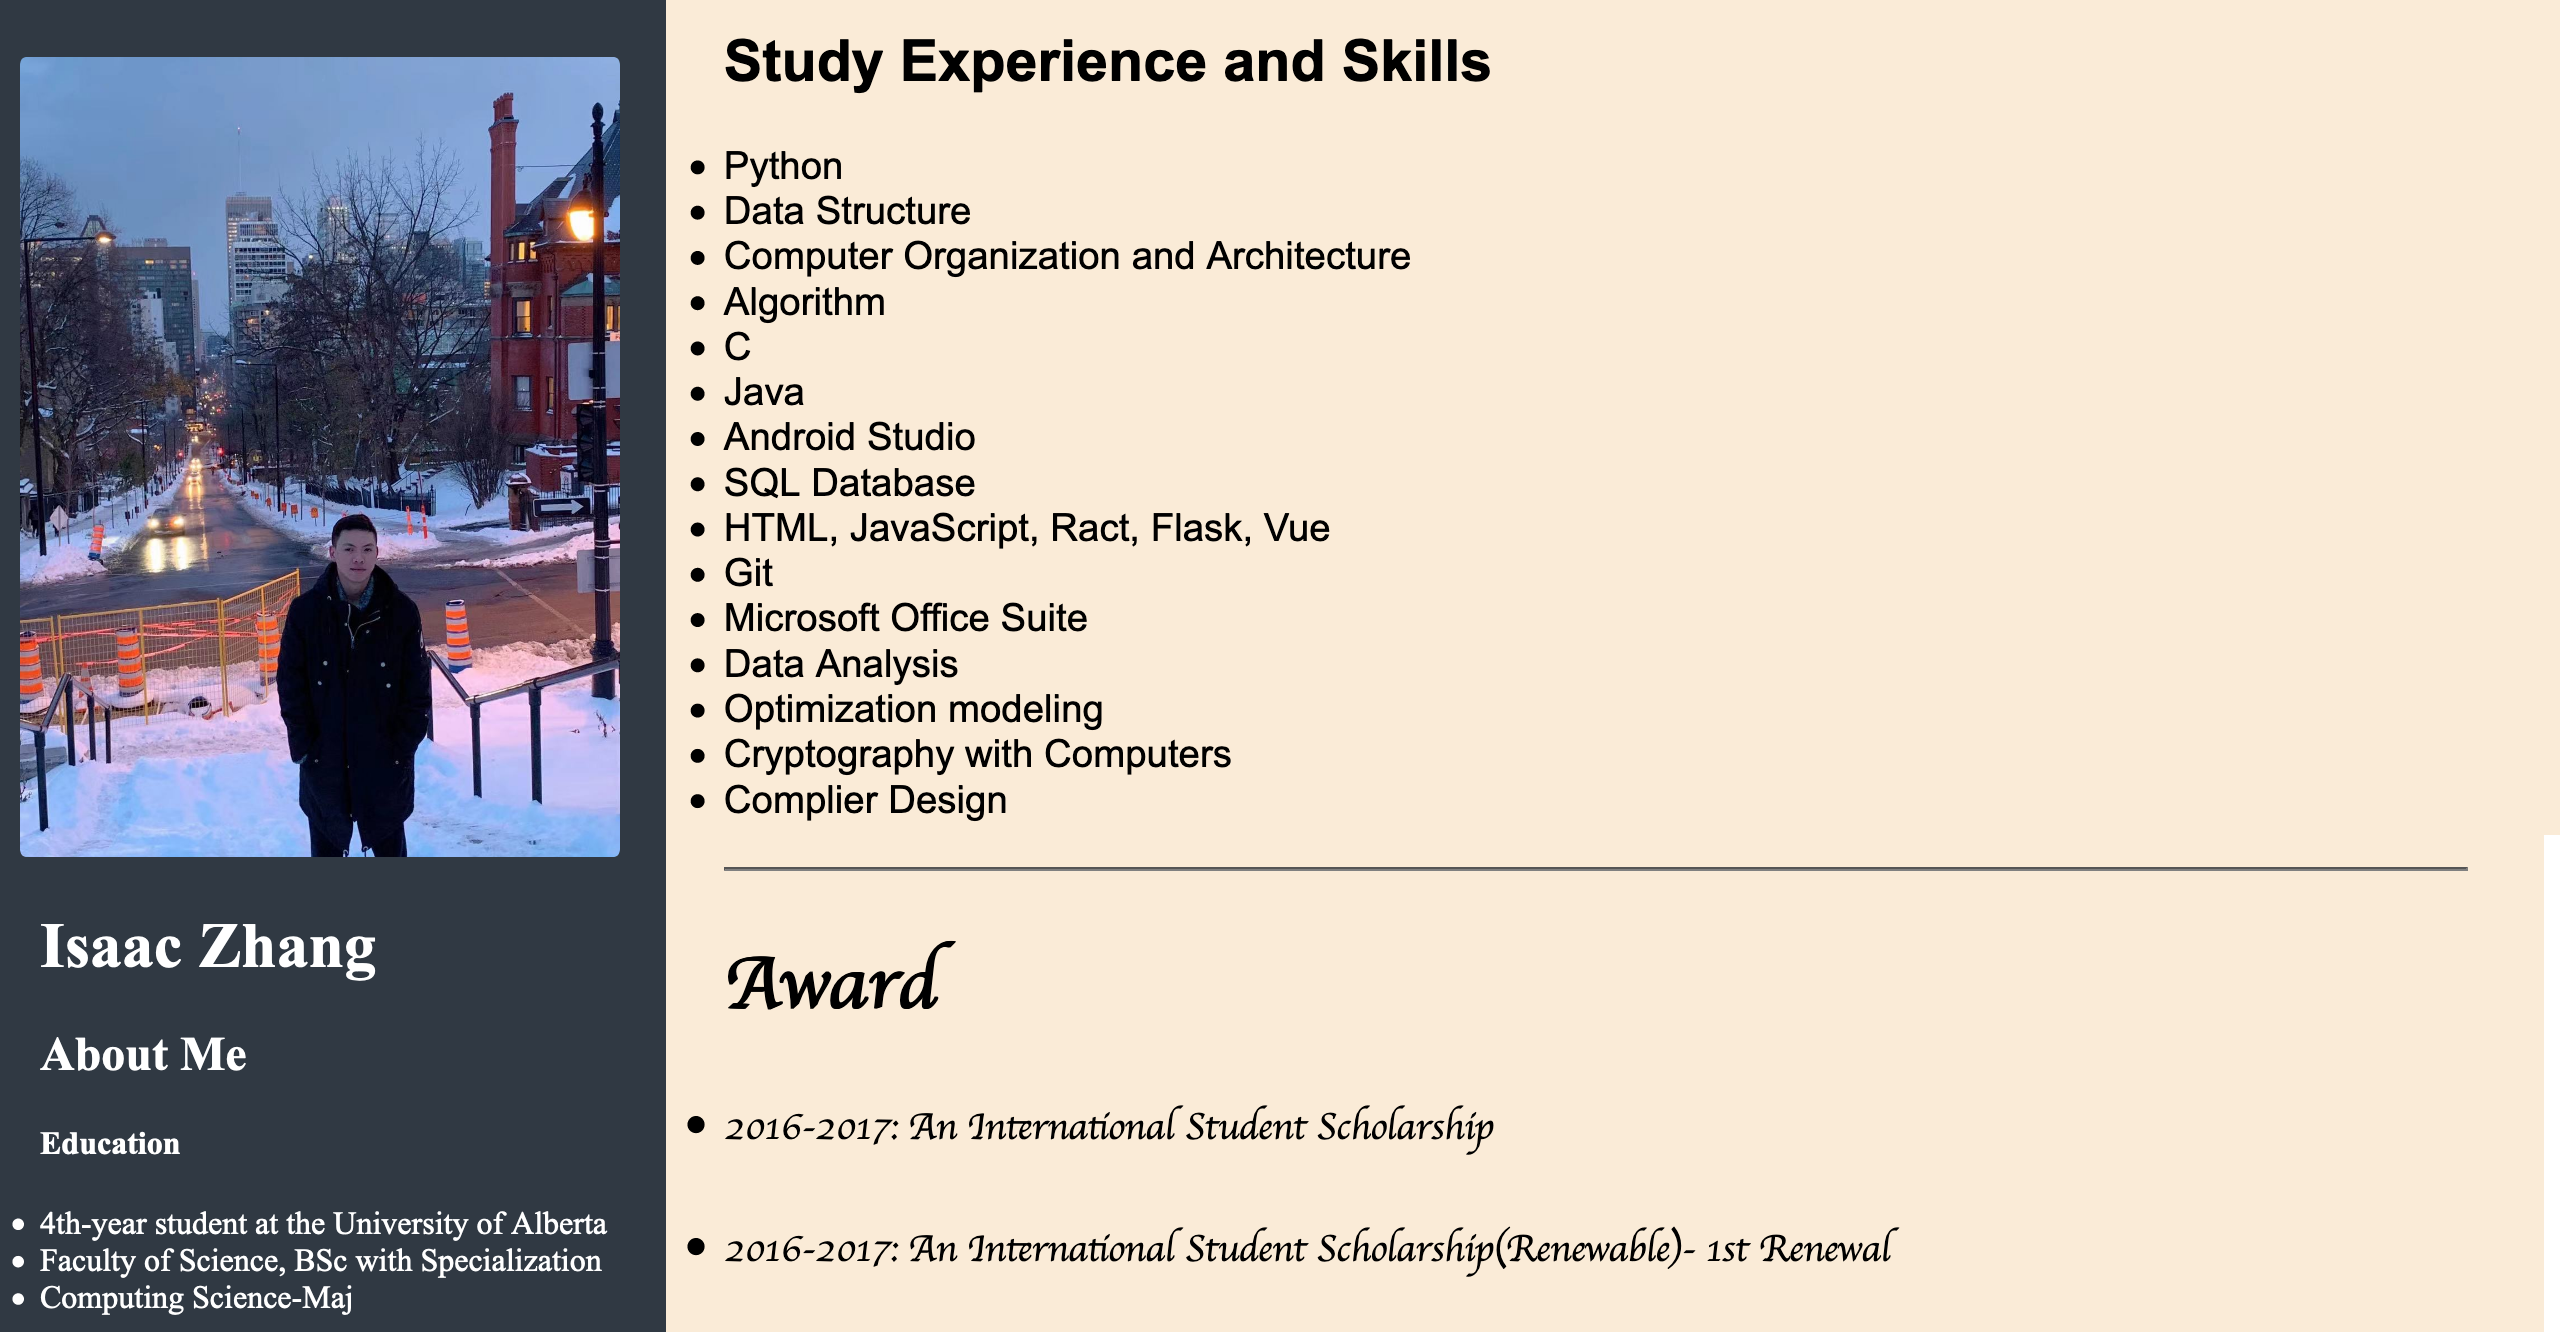 Isaac Zhang
About Me
Education
4th-year student at the University of Alberta
Faculty of Science, BSc with Specialization
Computing Science-Maj
Study Experience and Skills
Python
Data Structure
Computer Organization and Architecture
Algorithm
C
Java
Android Studio
SQL Database
HTML, JavaScript, Ract, Flask, Vue
Git
Microsoft Office Suite
Data Analysis
Optimization modeling
Cryptography with Computers
Complier Design
Award
2016-2017: An International Student Scholarship
2016-2017: An International Student Scholarship(Renewable)- 1st Renewal